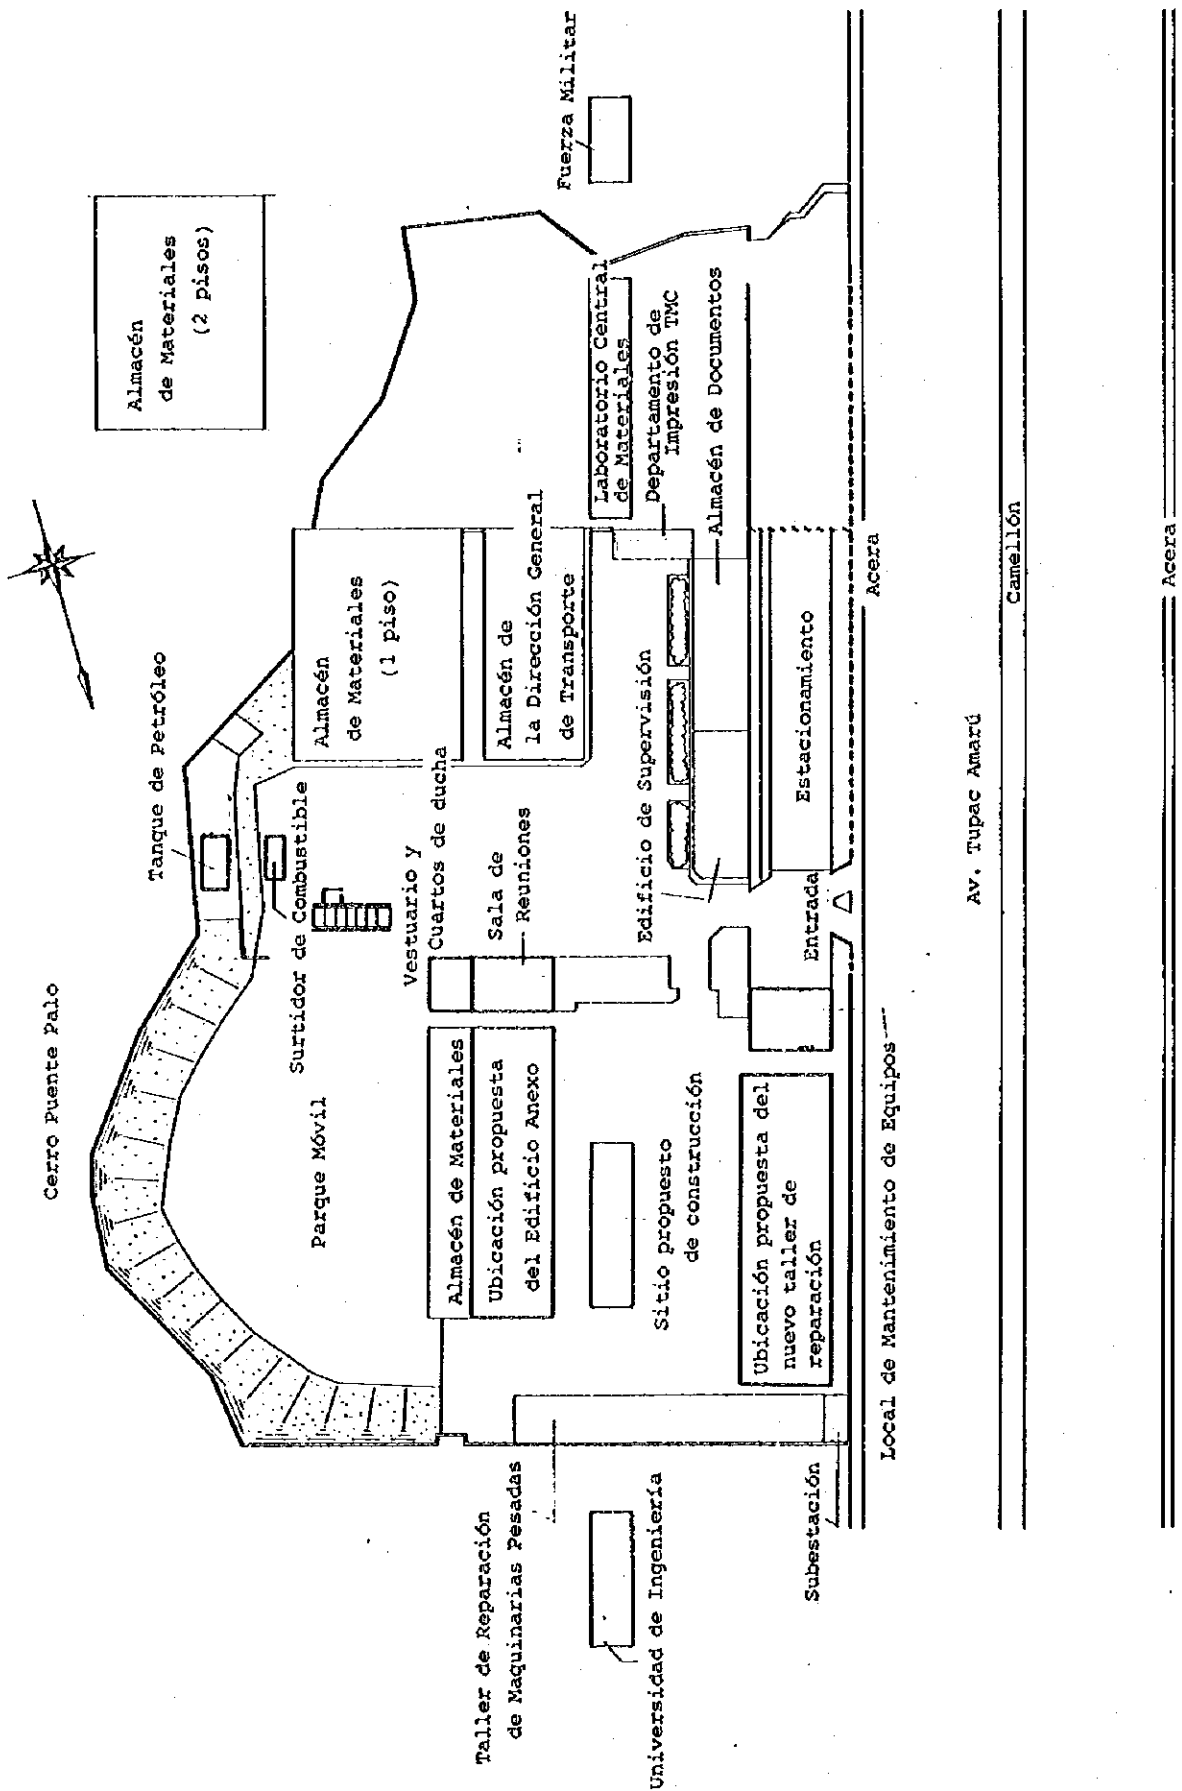 Cerro Puente Palo
Tanque de Petróleo
Almacén
de Materiales
(2 pisos)
Surtidor de Combustible
Almacén
de Materiales
(1 piso)
Parque Móvil
Vestuario y
Cuartos de ducha
Almacén de Materiales
Ubicación propuesta
del Edificio Anexo
Sala de
Reuniones
Almacén de
la Dirección General
de Transporte
Fuerza Militar
Taller de Reparación
de Maquinarias Pesadas
Laboratorio Central
de Materiales
Universidad de Ingeniería
Sitio propuesto
de construcción
Edificio de Supervisión
Departamento de
Impresión TMC
Almacén de Documentos
Ubicación propuesta del
nuevo taller de
reparación
Entrada
Estacionamiento
Subestación
Local de Mantenimiento de Equipos
Acera
Av. Tupac Amarú
Camellón
Acera